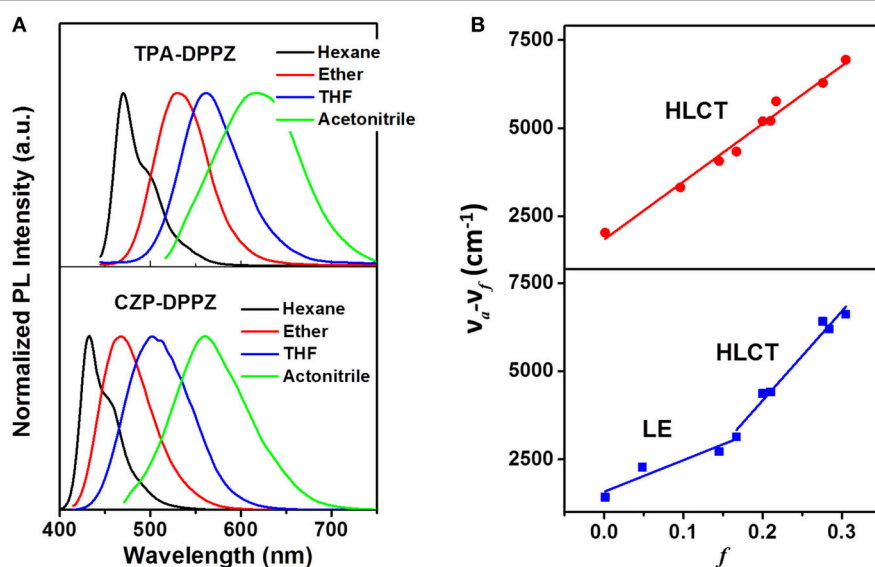 A
TPA-DPPZ
Hexane
Ether
THF
Acetonitrile
CZP-DPPZ
Hexane
Ether
THF
Actonitrile
Normalized PL Intensity (a.u.)
400 500 600 700
Wavelength (nm)
B
7500
5000
2500
HLCT
7500
5000
2500
HLCT
LE
νa-νf (cm-1)
0.0 0.1 0.2 0.3
f